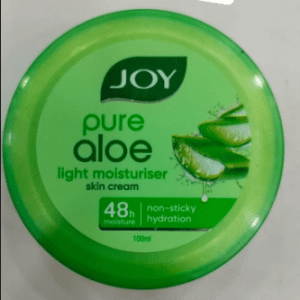 JOY
pure
aloe
light moisturiser
skin cream
48h
moisture
non-sticky
hydration
100ml